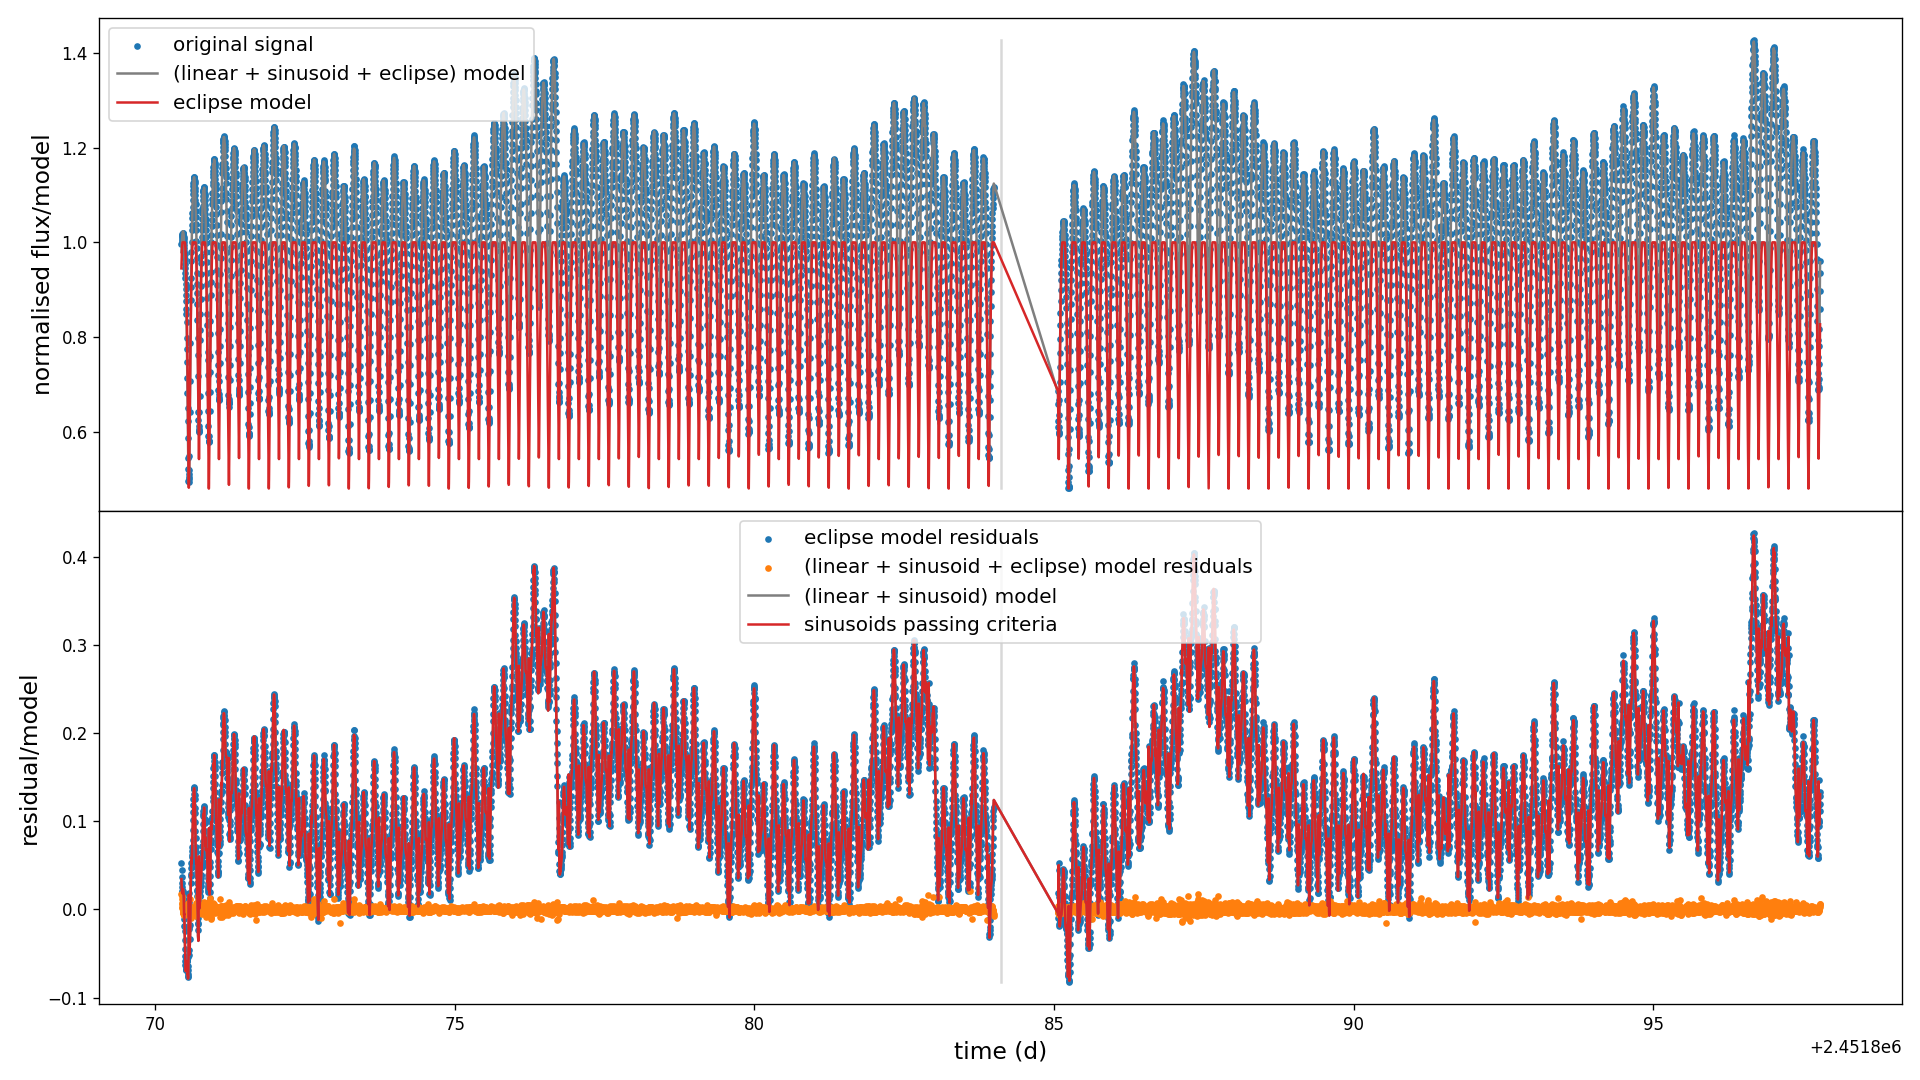 original signal
(linear + sinusoid + eclipse) model
eclipse model
normalised flux/model
1.4
1.2
1.0
0.8
0.6
eclipse model residuals
(linear + sinusoid + eclipse) model residuals
(linear + sinusoid) model
sinusoids passing criteria
residual/model
0.4
0.3
0.2
0.1
0.0
−0.1
70
75
80
85
90
95
time (d)
+2.4518e6